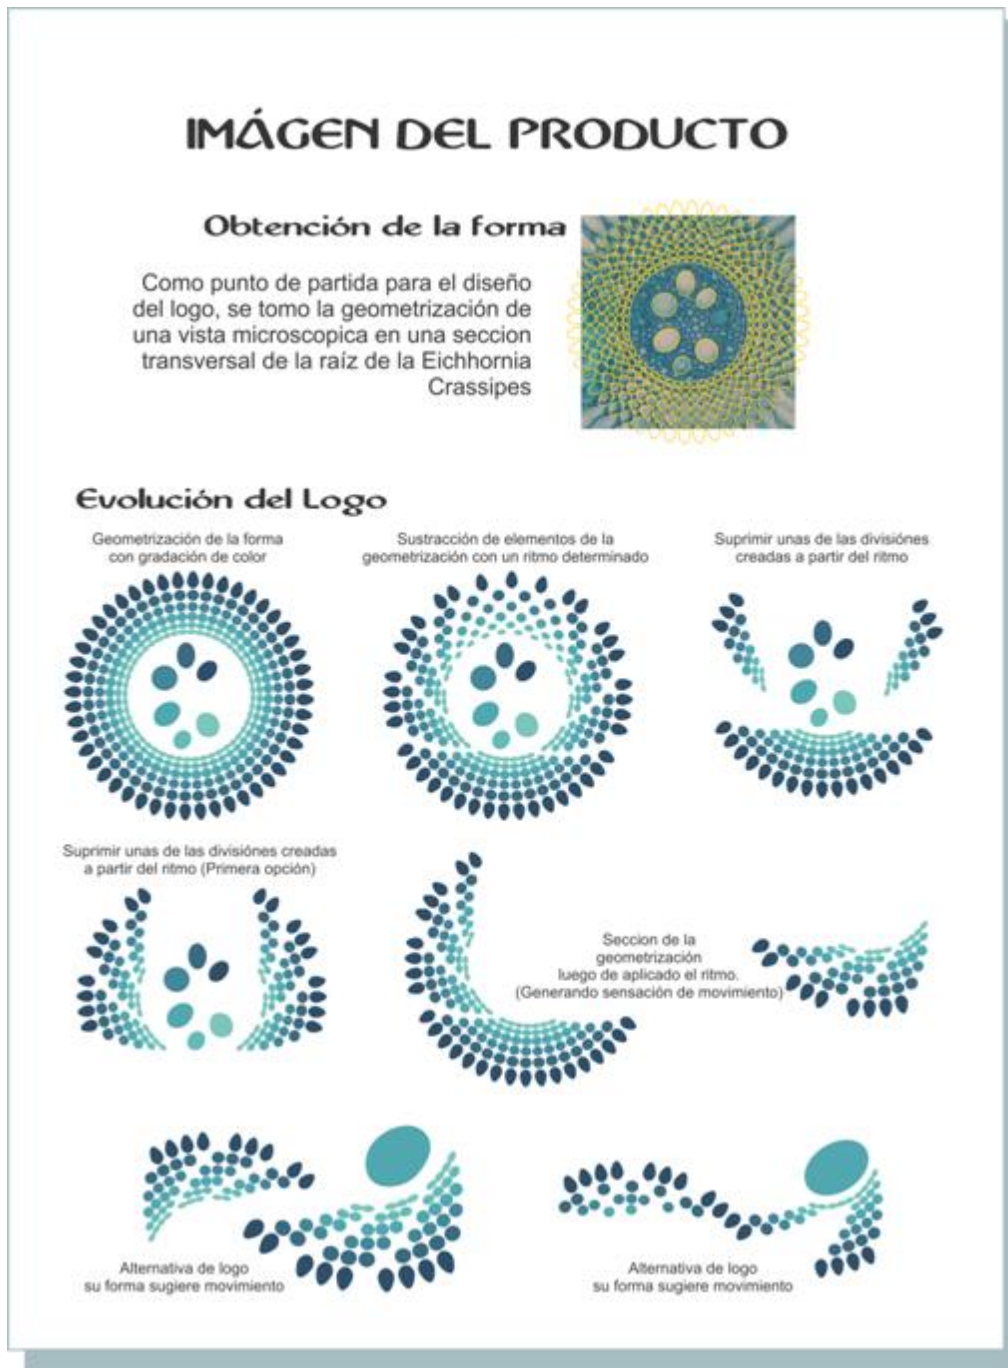 IMÁGEN DEL PRODUCTO
Obtención de la forma
Como punto de partida para el diseño
del logo, se tomo la geometrización de
una vista microscopica en una seccion
transversal de la raíz de la Eichhornia
Crassipes
Evolución del Logo
Geometrización de la forma
con gradación de color
Sustracción de elementos de la
geometrización con un ritmo determinado
Suprimir unas de las divisiónes
creadas a partir del ritmo
Suprimir unas de las divisiónes creadas
a partir del ritmo (Primera opción)
Seccion de la
geometrización
luego de aplicado el ritmo.
(Generando sensación de movimiento)
Alternativa de logo
su forma sugiere movimiento
Alternativa de logo
su forma sugiere movimiento